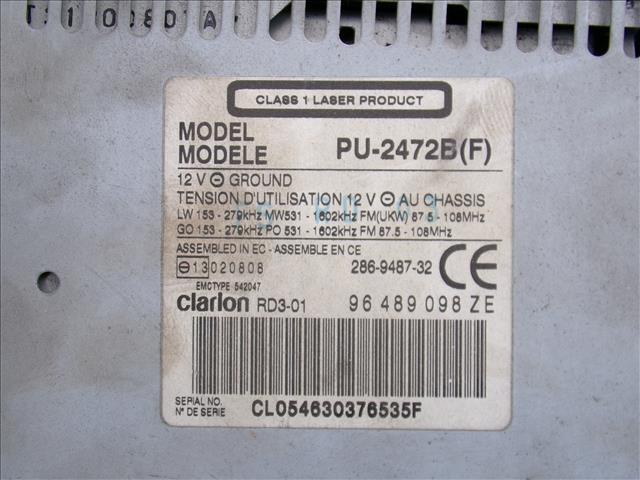 CLASS 1 LASER PRODUCT
MODEL
MODELE PU-2472B(F)
12 V ⊖ GROUND
TENSION D'UTILISATION 12 V ⊖ AU CHASSIS
LW 153 - 279kHz MW531 - 1602kHz FM(UKW) 87.5 - 108MHz
GO 153 - 279kHz PO 531 - 1602kHz FM 87.5 - 108MHz
ASSEMBLED IN EC - ASSEMBLE EN CE
13 020808 286-9487-32 CE
EMCTYPE 542047
clarion RD3-01 96 489 098 ZE
SERIAL NO.
N° DE SERIE CL054630376535F